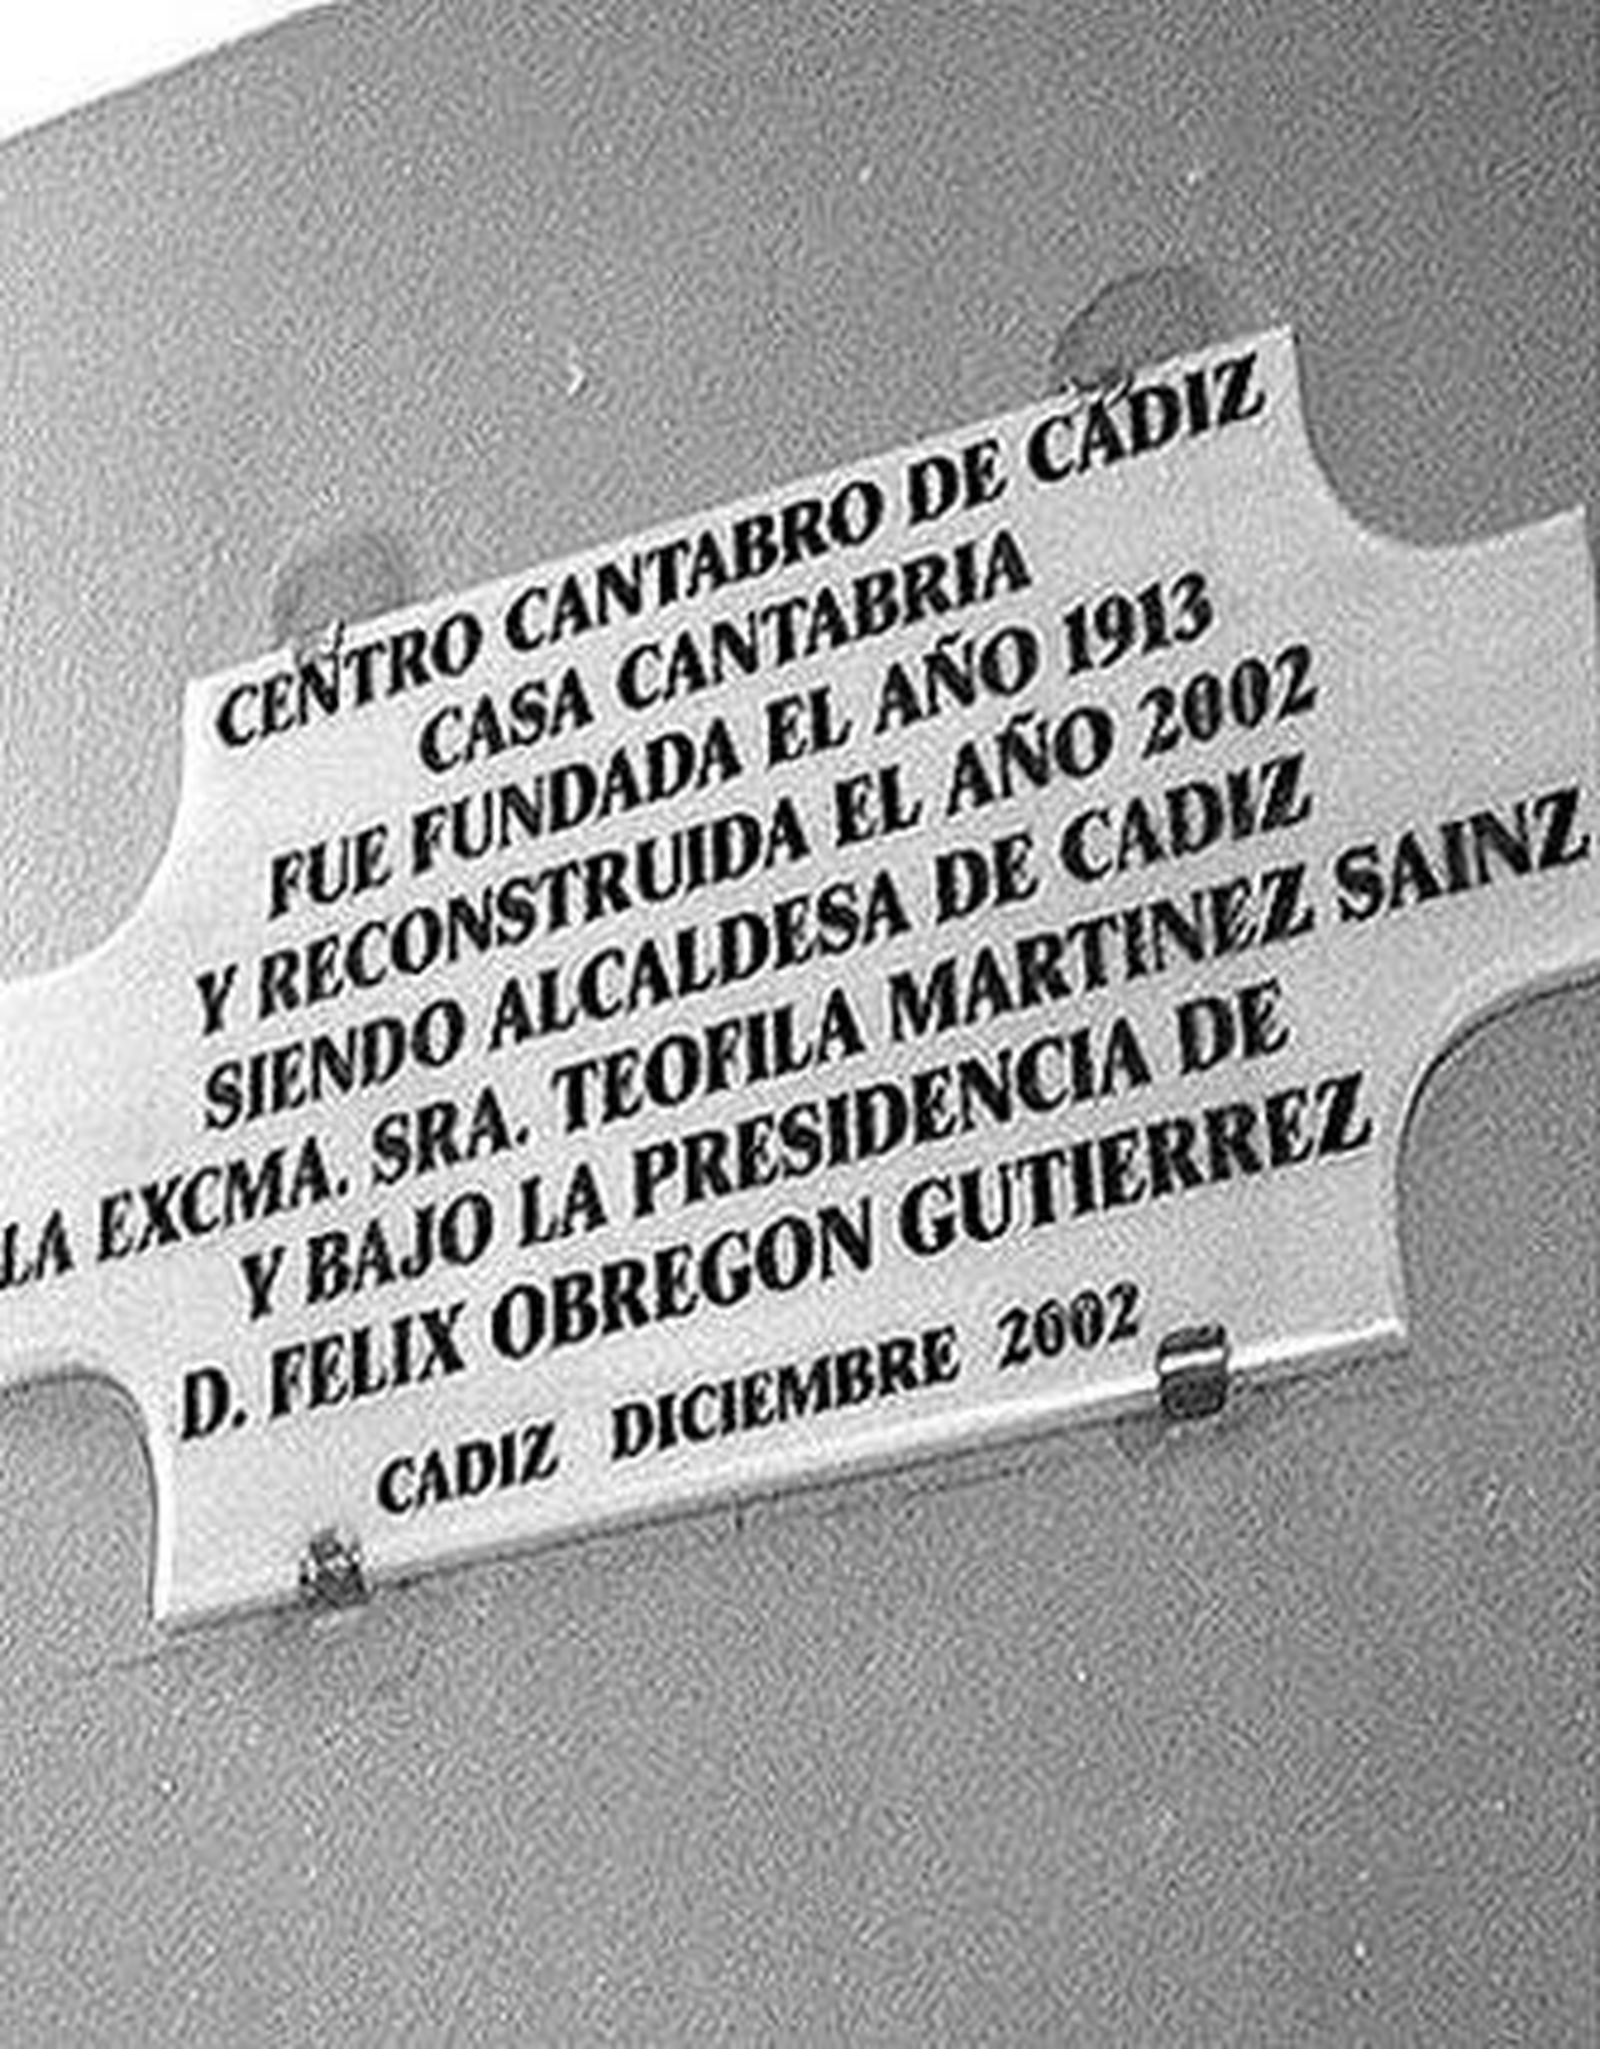 CENTRO CANTABRO DE CÁDIZ
CASA CANTABRIA
FUE FUNDADA EL AÑO 1913
Y RECONSTRUIDA EL AÑO 2002
SIENDO ALCALDESA DE CADIZ
LA EXCMA. SRA. TEOFILA MARTINEZ SAINZ
Y BAJO LA PRESIDENCIA DE
D. FELIX OBREGON GUTIERREZ
CADIZ DICIEMBRE 2002